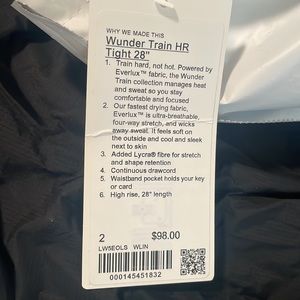 WHY WE MADE THIS
Wunder Train HR
Tight 28"
1. Train hard, not hot. Powered by
Everlux™ fabric, the Wunder
Train collection manages heat
and sweat so you stay
comfortable and focused
2. Our fastest drying fabric,
Everlux™ is ultra-breathable,
four-way stretch, and wicks
away sweat. It feels soft on
the outside and cool and sleek
next to skin
3. Added Lycra® fibre for stretch
and shape retention
4. Continuous drawcord
5. Waistband pocket holds your key
or card
6. High rise, 28" length
2 $98.00
LW5EOLS WLIN
000145451832